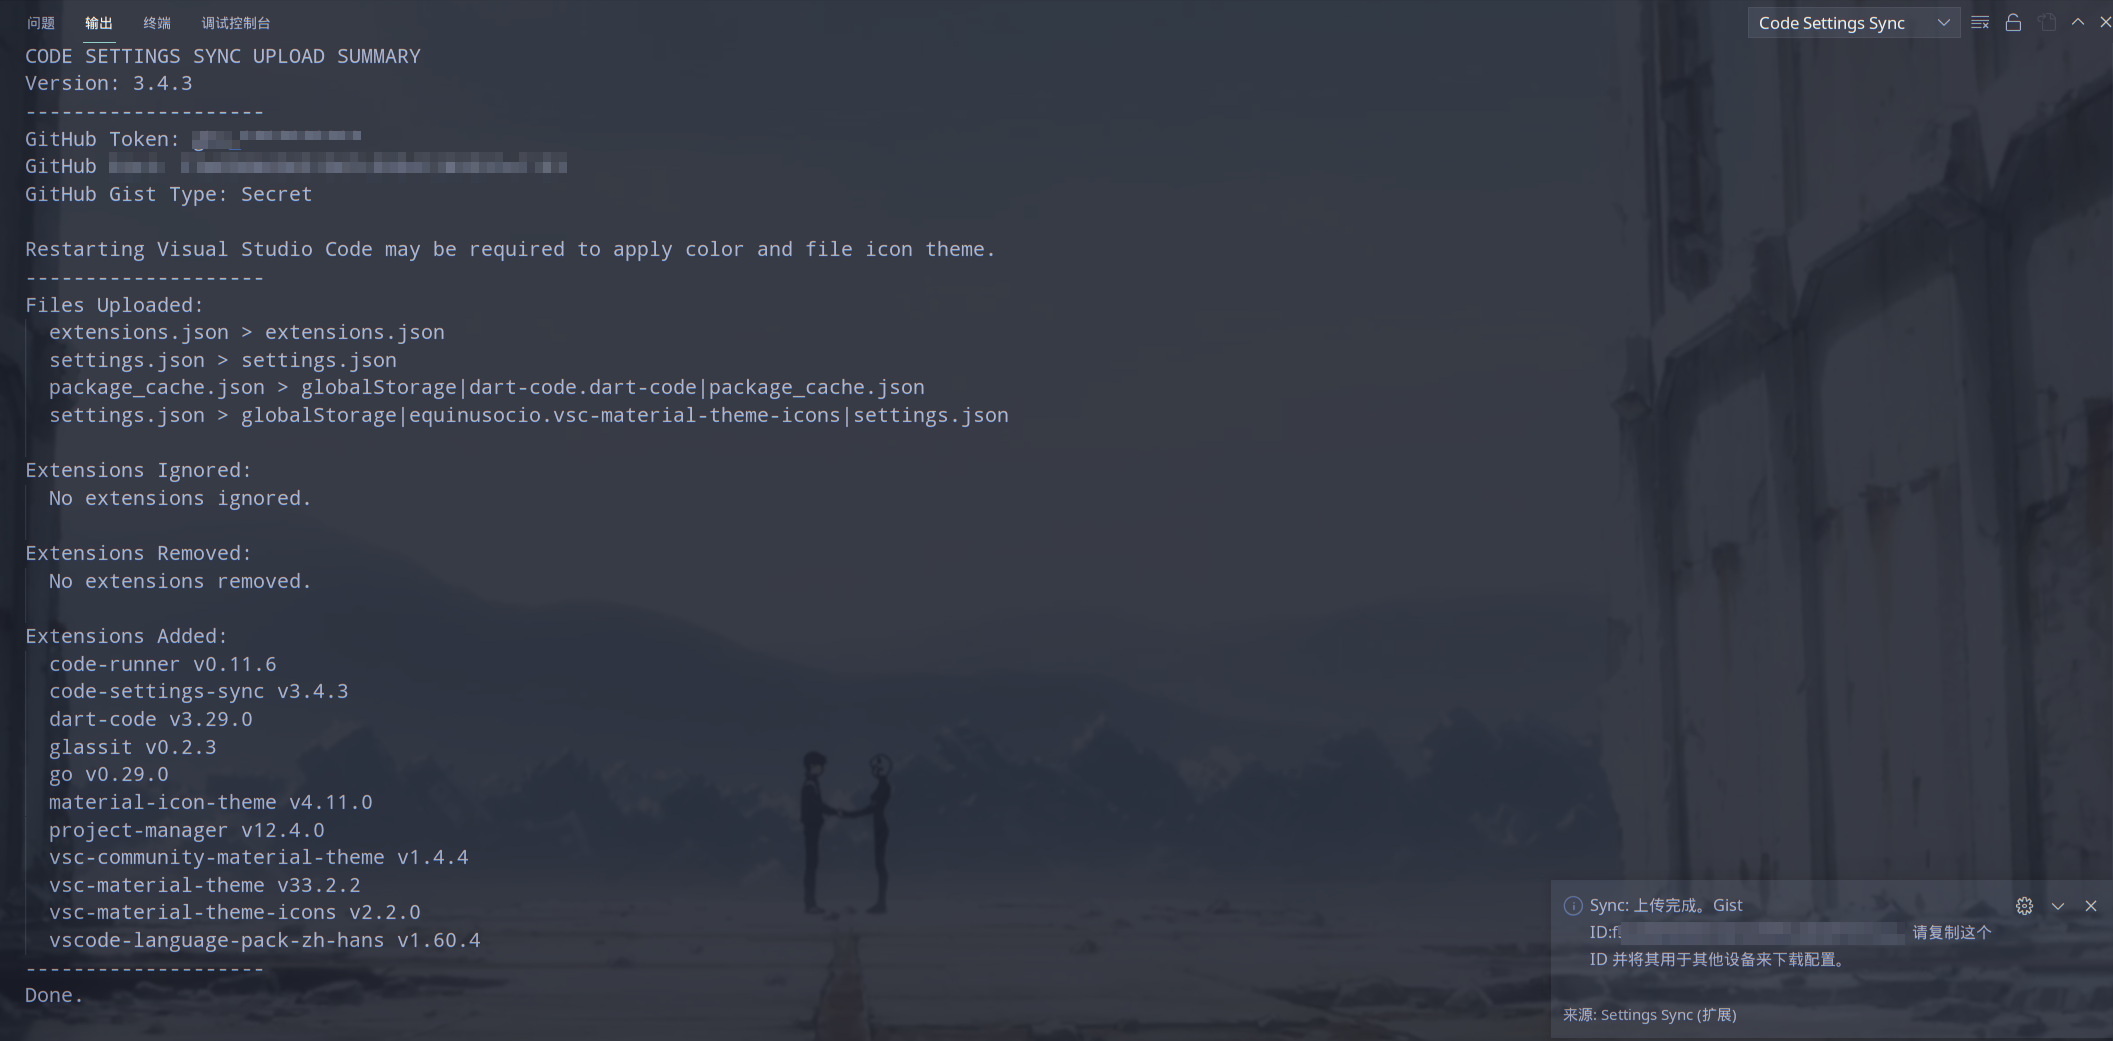 问题 输出 终端 调试控制台 Code Settings Sync
CODE SETTINGS SYNC UPLOAD SUMMARY
Version: 3.4.3
--------------------
GitHub Token:
GitHub
GitHub Gist Type: Secret
Restarting Visual Studio Code may be required to apply color and file icon theme.
--------------------
Files Uploaded:
extensions.json > extensions.json
settings.json > settings.json
package_cache.json > globalStorage|dart-code.dart-code|package_cache.json
settings.json > globalStorage|equinusocio.vsc-material-theme-icons|settings.json
Extensions Ignored:
No extensions ignored.
Extensions Removed:
No extensions removed.
Extensions Added:
code-runner v0.11.6
code-settings-sync v3.4.3
dart-code v3.29.0
glassit v0.2.3
go v0.29.0
material-icon-theme v4.11.0
project-manager v12.4.0
vsc-community-material-theme v1.4.4
vsc-material-theme v33.2.2
vsc-material-theme-icons v2.2.0
vscode-language-pack-zh-hans v1.60.4
--------------------
Done.
Sync: 上传完成。Gist
ID:f 请复制这个
ID 并将其用于其他设备来下载配置。
来源: Settings Sync (扩展)